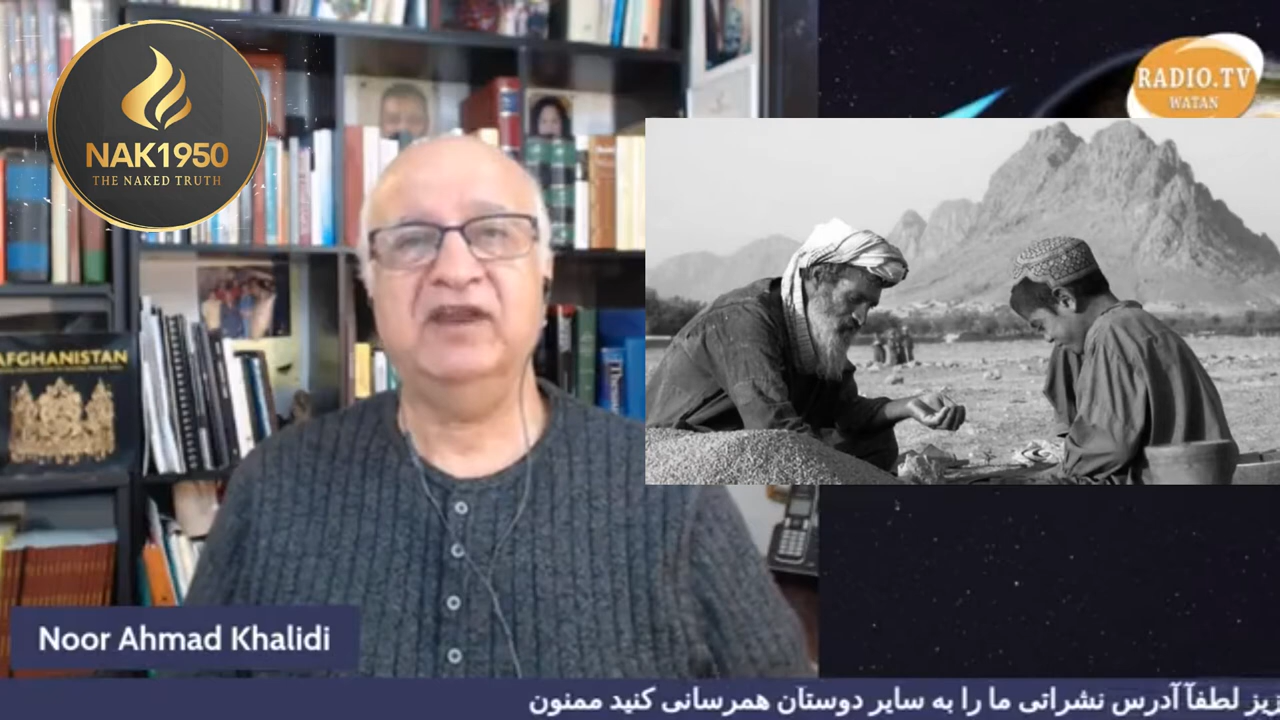 NAK1950
THE NAKED TRUTH
RADIO.TV
WATAN
AFGHANISTAN
Noor Ahmad Khalidi
لطفآ آدرس نشراتی ما را به سایر دوستان همرسانی کنید ممنون